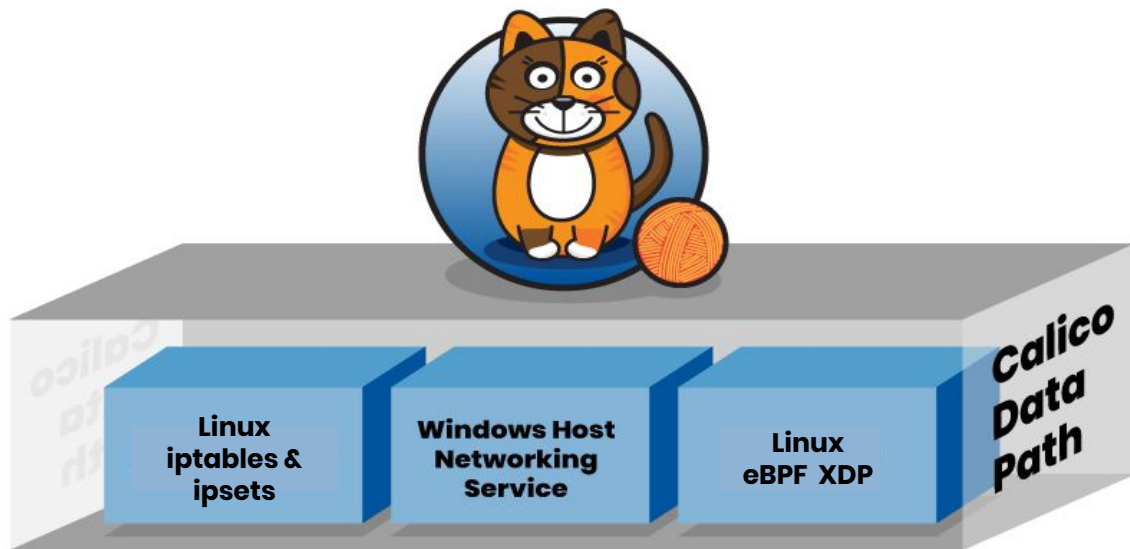 Linux
iptables &
ipsets
Windows Host
Networking
Service
Linux
eBPF XDP
Calico
Data
Path